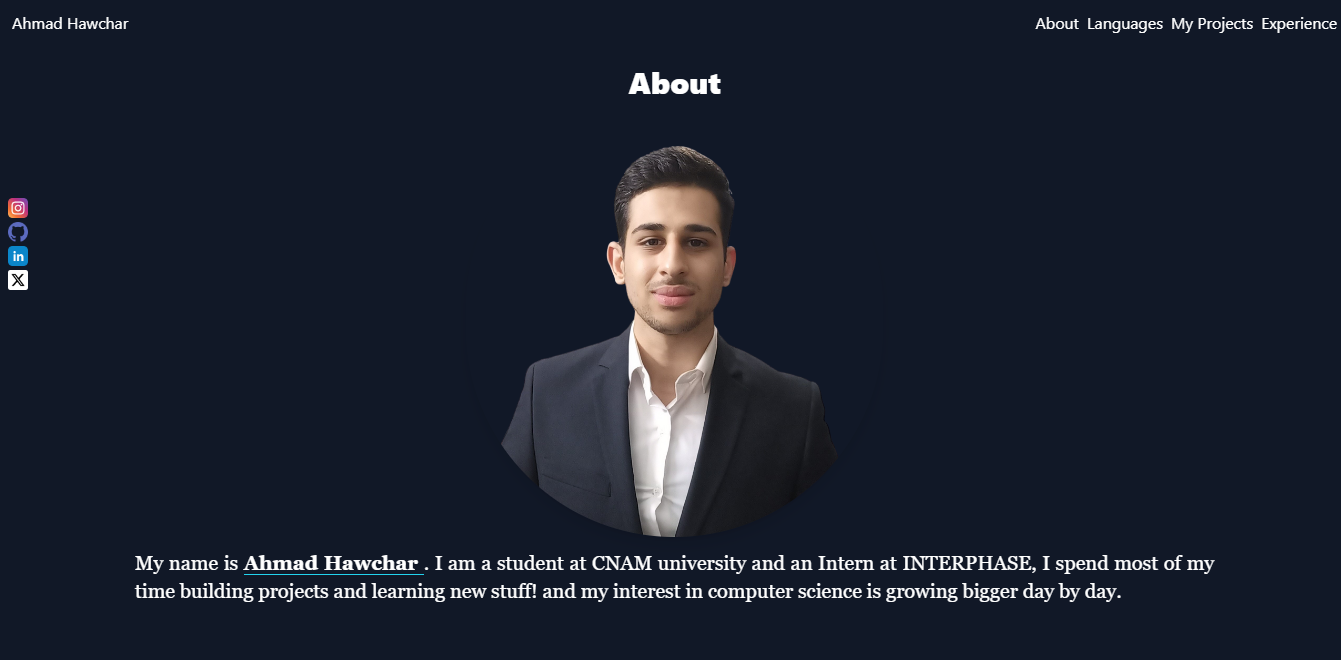 Ahmad Hawchar
About Languages My Projects Experience
About
in
X
My name is Ahmad Hawchar . I am a student at CNAM university and an Intern at INTERPHASE, I spend most of my
time building projects and learning new stuff! and my interest in computer science is growing bigger day by day.